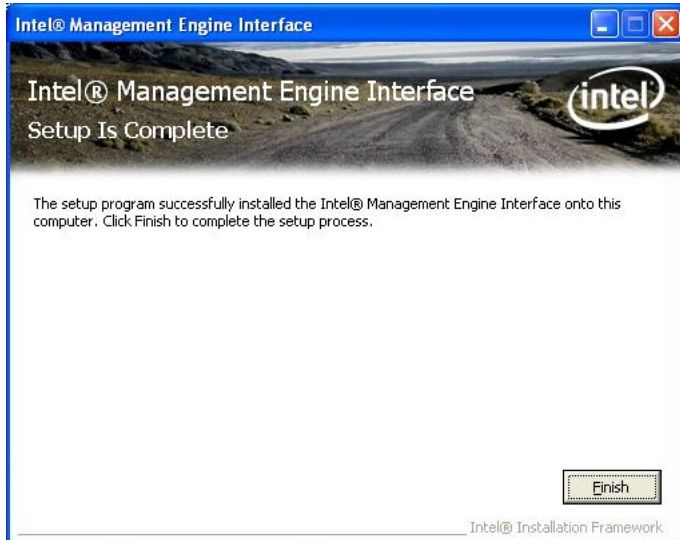 Intel® Management Engine Interface
Intel® Management Engine Interface
Setup Is Complete
intel
The setup program successfully installed the Intel® Management Engine Interface onto this
computer. Click Finish to complete the setup process.
Finish
Intel® Installation Framework